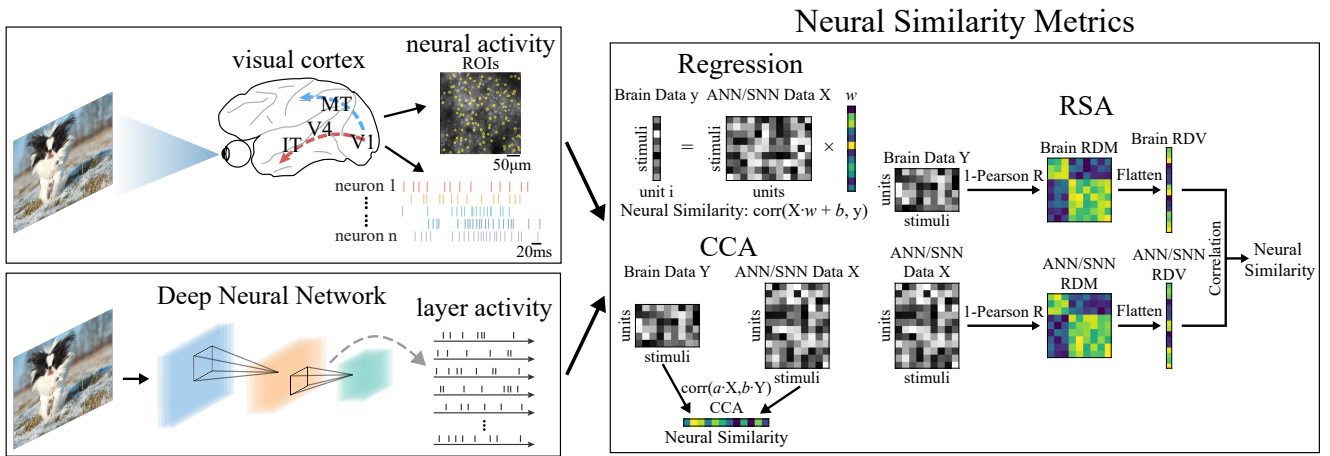 Neural Similarity Metrics
neural activity
visual cortex
ROIs
MT
V4
IT
V1
50μm
neuron 1
neuron n
20ms
Deep Neural Network
layer activity
Regression
Brain Data y
ANN/SNN Data X
w
stimuli
=
stimuli
×
unit i
units
Neural Similarity: corr(X·w + b, y)
CCA
Brain Data Y
ANN/SNN Data X
units
stimuli
units
stimuli
corr(a·X,b·Y)
CCA
Neural Similarity
RSA
Brain Data Y
units
stimuli
1-Pearson R
Brain RDM
Flatten
Brain RDV
ANN/SNN
Data X
units
stimuli
1-Pearson R
ANN/SNN
RDM
Flatten
ANN/SNN
RDV
Correlation
Neural
Similarity